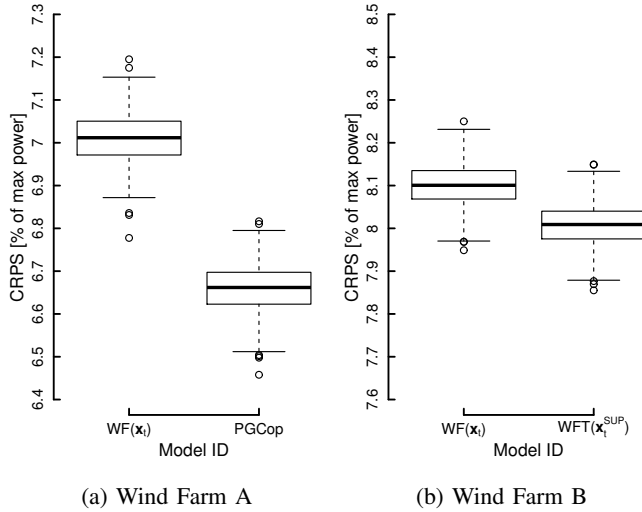 7.3
7.2
7.1
7
6.9
6.8
6.7
6.6
6.5
6.4
CRPS [% of max power]
WF(𝐱ₜ) PGCop
Model ID
(a) Wind Farm A
8.5
8.4
8.3
8.2
8.1
8
7.9
7.8
7.7
7.6
CRPS [% of max power]
WF(𝐱ₜ) WFT(𝐱ₜ^SUP)
Model ID
(b) Wind Farm B